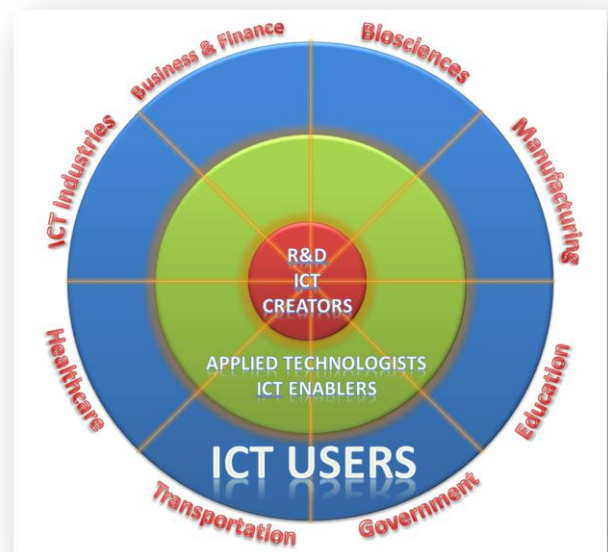 Business & Finance
Biosciences
ICT Industries
Manufacturing
R&D
ICT
CREATORS
Healthcare
APPLIED TECHNOLOGISTS
ICT ENABLERS
Education
ICT USERS
Transportation
Government